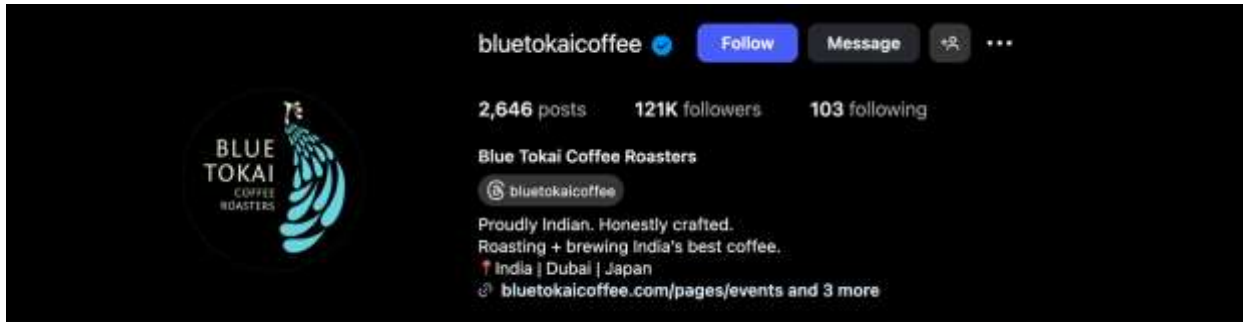 bluetokaicoffee Follow Message
2,646 posts 121K followers 103 following
BLUE
TOKAI
COFFEE
ROASTERS
Blue Tokai Coffee Roasters
bluetokaicoffee
Proudly Indian. Honestly crafted.
Roasting + brewing India's best coffee.
📍India | Dubai | Japan
bluetokaicoffee.com/pages/events and 3 more